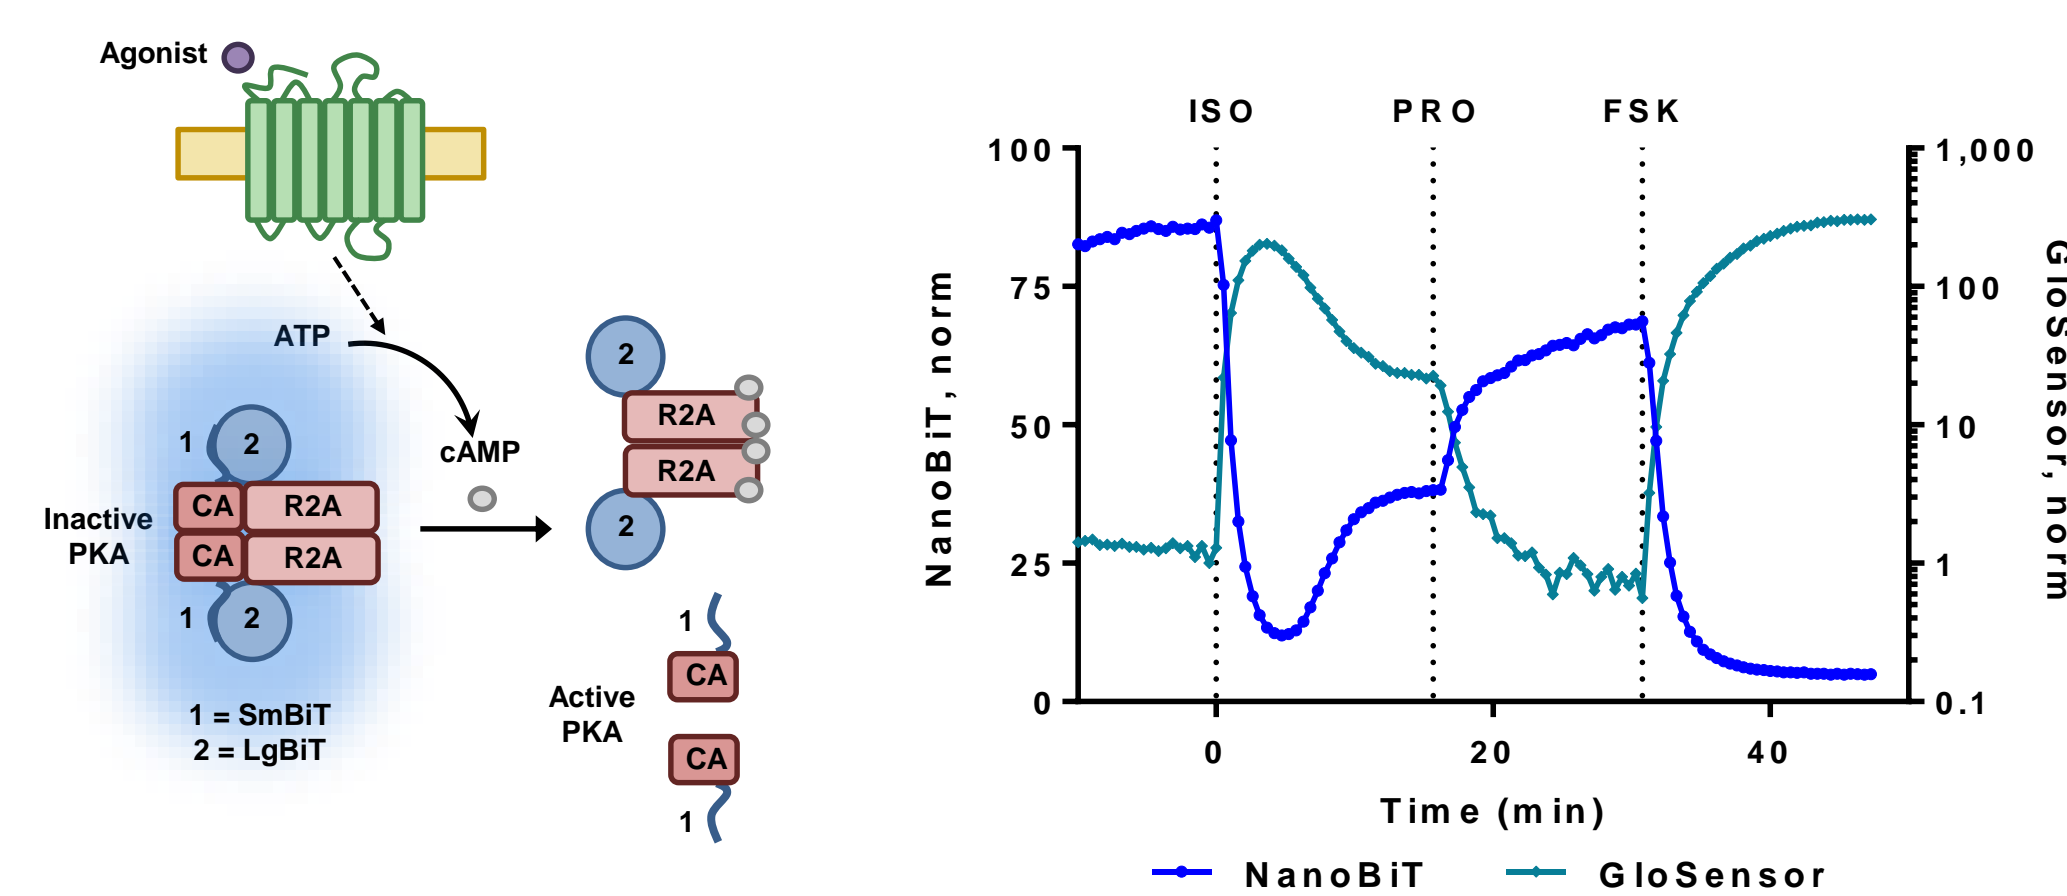 Agonist
ATP
cAMP
1
2
CA
R2A
CA
R2A
1
2
Inactive
PKA
1 = SmBiT
2 = LgBiT
2
R2A
R2A
2
1
CA
Active
PKA
CA
1
ISO
PRO
FSK
100
75
50
25
0
NanoBiT, norm
1,000
100
10
1
0.1
GloSensor, norm
0
20
40
Time (min)
NanoBiT
GloSensor